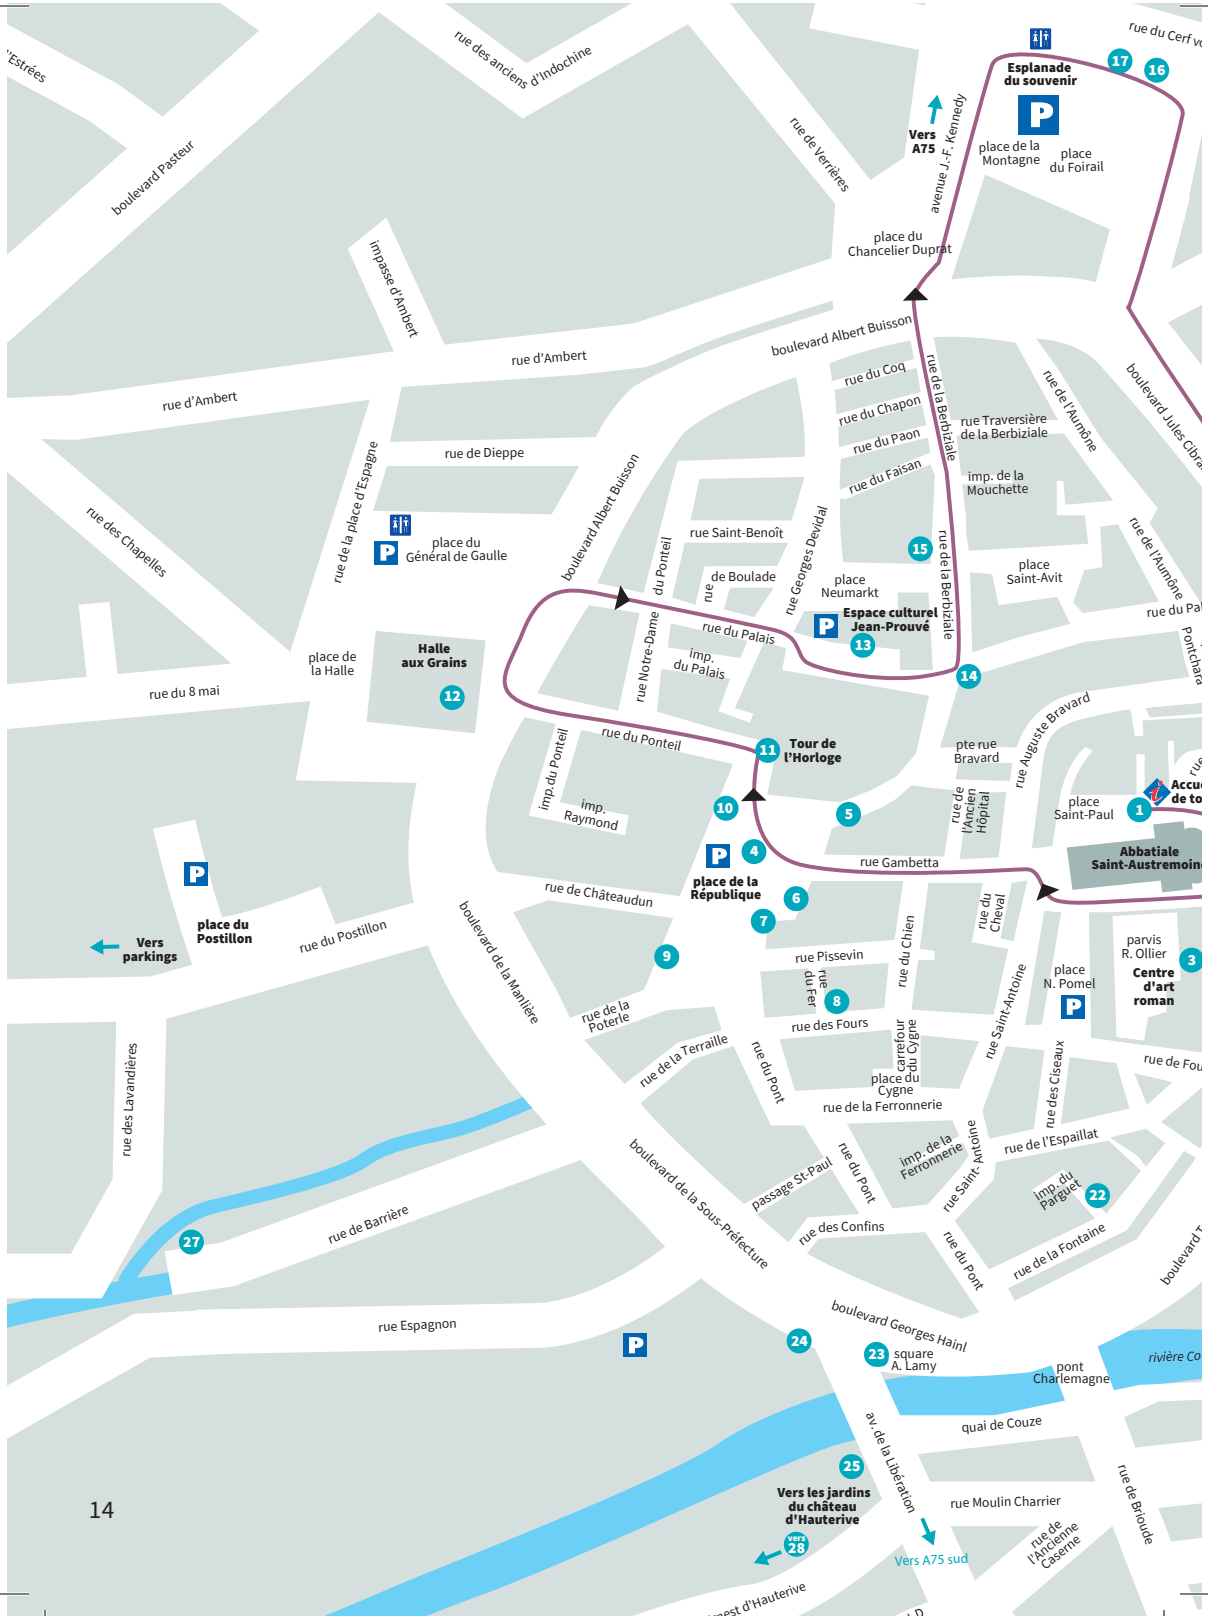 rue du Cerf
d'Estrées
rue des anciens d'Indochine
17
16
Esplanade
du souvenir
P
avenue J.-F. Kennedy
Vers
A75
place de la
Montagne
place
du Foirail
rue de Verrières
boulevard Pasteur
place du
Chancelier Duprat
impasse d'Ambert
boulevard Albert Buisson
rue d'Ambert
rue d'Ambert
rue du Coq
rue du Chapon
rue du Paon
rue du Faisan
rue de la Berbiziale
rue Traversière
de la Berbiziale
imp. de la
Mouchette
rue de l'Aumône
boulevard Jules
rue de Dieppe
rue de la place d'Espagne
boulevard Albert Buisson
rue des Chapelles
P
place du
Général de Gaulle
rue Saint-Benoît
du Ponteil
rue
de Boulade
rue Georges Devidal
15
rue de la Berbiziale
place
Neumarkt
place
Saint-Avit
rue de l'Aumône
P
Espace culturel
Jean-Prouvé
13
rue du Palais
rue Notre-Dame
imp.
du Palais
14
place de
la Halle
Halle
aux Grains
12
rue du 8 mai
rue du Ponteil
11
Tour de
l'Horloge
pte rue
Bravard
rue Auguste Bravard
imp. du Ponteil
imp.
Raymond
10
5
rue de
l'Ancien
Hôpital
place
Saint-Paul
1
i
P
4
place de la
République
rue Gambetta
Abbatiale
Saint-Austremoine
P
rue de Châteaudun
6
7
rue du
Cheval
place du
Postillon
Vers
parkings
rue du Postillon
boulevard de la Manlière
9
rue Pissevin
rue du Chien
rue
du Fer
8
parvis
R. Ollier
Centre
d'art
roman
3
place
N. Pomel
P
rue de la
Poterle
rue des Fours
carrefour
du Cygne
rue Saint-Antoine
rue de la Terraille
rue du Pont
place du
Cygne
rue de la Ferronnerie
rue des Ciseaux
rue de
rue des Lavandières
boulevard de la Sous-Préfecture
passage St-Paul
rue du Pont
imp. de la
Ferronnerie
rue Saint-Antoine
rue de l'Espaillat
imp. du
Parguet
22
rue des Confins
rue du Pont
rue de la Fontaine
boulevard
27
rue de Barrière
rue Espagnon
P
24
boulevard Georges Hainl
23
square
A. Lamy
pont
Charlemagne
rivière
quai de Couze
av. de la Libération
25
Vers les jardins
du château
d'Hauterive
vers
28
rue Moulin Charrier
rue de
l'Ancienne
Caserne
rue de Brioude
Vers A75 sud
d'Hauterive
14